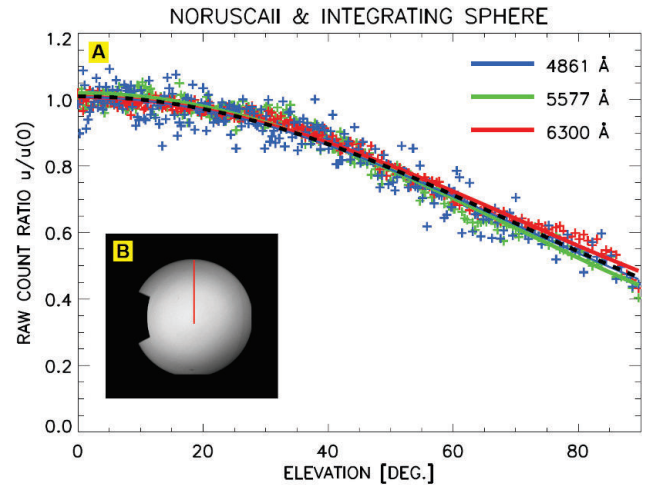 NORUSCAII & INTEGRATING SPHERE
1.2
1.0
0.8
0.6
0.4
0.2
0.0
RAW COUNT RATIO u/u(0)
A
4861 Å
5577 Å
6300 Å
B
0 20 40 60 80
ELEVATION [DEG.]